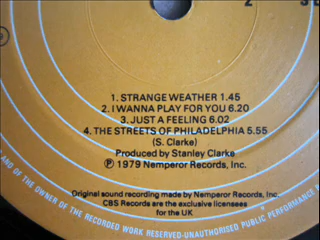 1. STRANGE WEATHER 1.45
2. I WANNA PLAY FOR YOU 6.20
3. JUST A FEELING 6.02
4. THE STREETS OF PHILADELPHIA 5.55
(S. Clarke)
Produced by Stanley Clarke
Ⓟ 1979 Nemperor Records, Inc.
Original sound recording made by Nemperor Records, Inc.
CBS Records are the exclusive licensees
for the UK
AND OF THE OWNER OF THE RECORDED WORK RESERVED-UNAUTHORISED PUBLIC PERFORMANCE